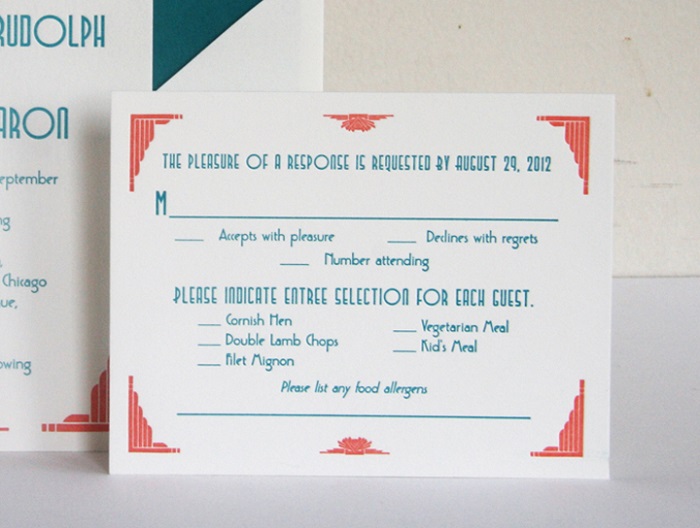 RUDOLPH
ARON
eptember
ng
Chicago
ue,
owing
THE PLEASURE OF A RESPONSE IS REQUESTED BY AUGUST 29, 2012
M
Accepts with pleasure Declines with regrets
Number attending
PLEASE INDICATE ENTREE SELECTION FOR EACH GUEST.
Cornish Hen
Double Lamb Chops
Filet Mignon
Vegetarian Meal
Kid's Meal
Please list any food allergens